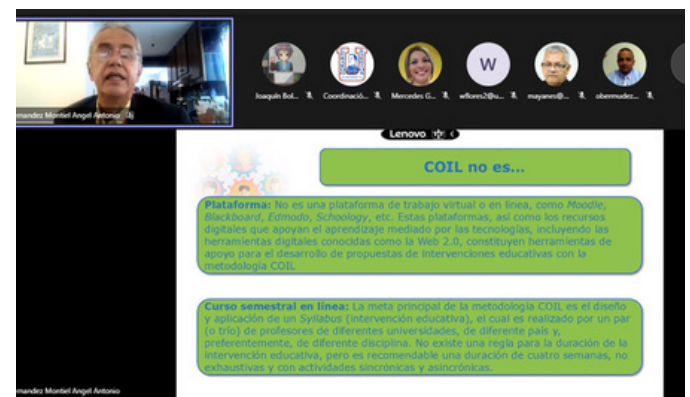 nandez Montiel Angel Antonio
Joaquín Bol...
Coordinació...
Mercedes G...
W
wflores2@u...
mayanes@...
obermudez...
Lenovo
COIL no es...
Plataforma: No es una plataforma de trabajo virtual o en línea, como Moodle,
Blackboard, Edmodo, Schoology, etc. Estas plataformas, así como los recursos
digitales que apoyan el aprendizaje mediado por las tecnologías, incluyendo las
herramientas digitales conocidas como la Web 2.0, constituyen herramientas de
apoyo para el desarrollo de propuestas de intervenciones educativas con la
metodología COIL
Curso semestral en línea: La meta principal de la metodología COIL es el diseño
y aplicación de un Syllabus (intervención educativa), el cual es realizado por un par
(o trío) de profesores de diferentes universidades, de diferente país y,
preferentemente, de diferente disciplina. No existe una regla para la duración de la
intervención educativa, pero es recomendable una duración de cuatro semanas, no
exhaustivas y con actividades sincrónicas y asincrónicas.
nandez Montiel Angel Antonio